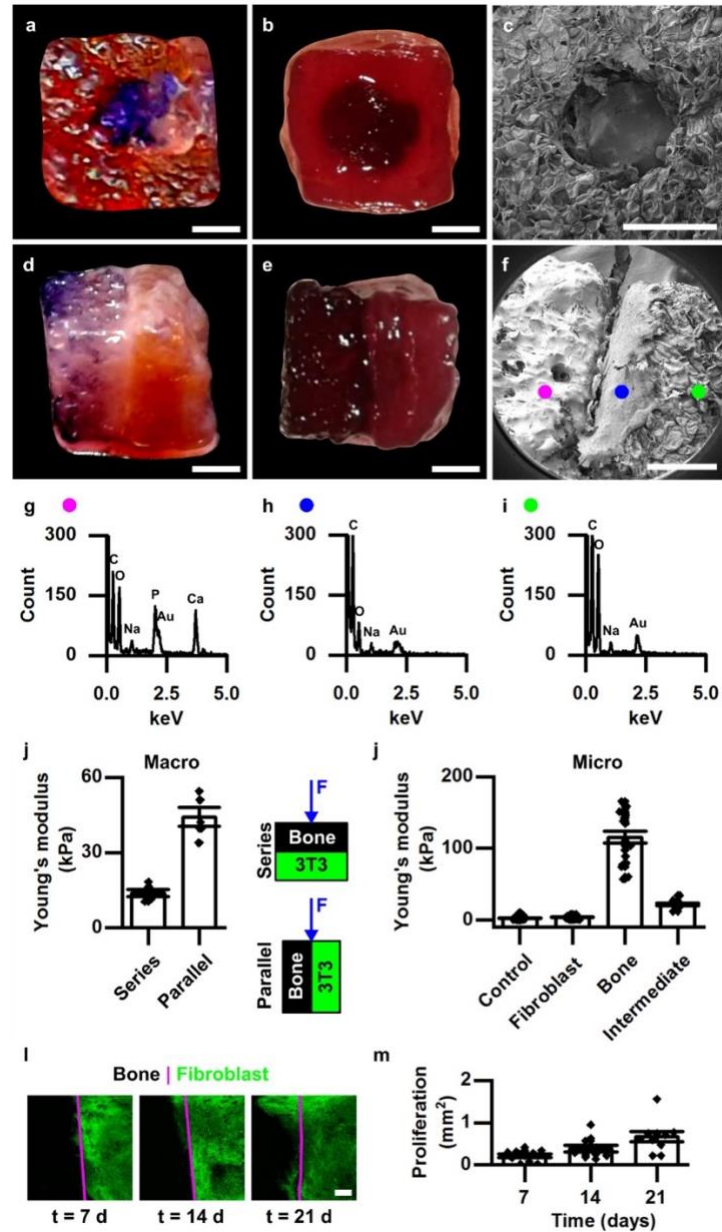 a
b
c
d
e
f
g
h
i
300
C
O
150
P
Au
Ca
Na
0
0.0 2.5 5.0
keV
Count
300
C
150
O
Na
Au
0
0.0 2.5 5.0
keV
Count
300
C
O
150
Na
Au
0
0.0 2.5 5.0
keV
Count
j
Macro
60
30
0
Young's modulus
(kPa)
Series
Parallel
F
Bone
3T3
Series
F
Bone
3T3
Parallel
j
Micro
200
100
0
Young's modulus
(kPa)
Control
Fibroblast
Bone
Intermediate
l
Bone | Fibroblast
t = 7 d
t = 14 d
t = 21 d
m
2
1
0
Proliferation
(mm²)
7 14 21
Time (days)